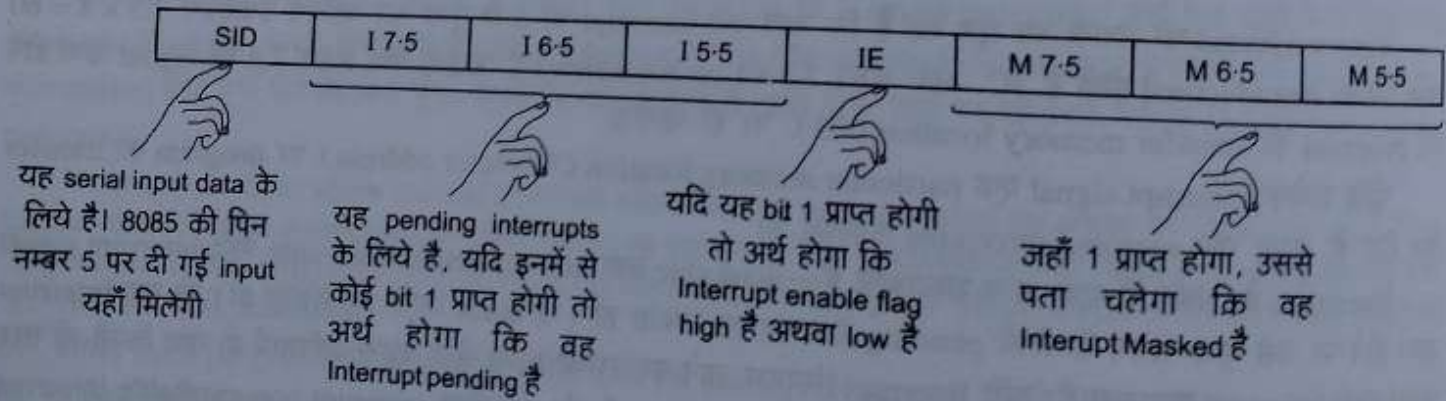 SID I 7·5 I 6·5 I 5·5 IE M 7·5 M 6·5 M 5·5
यह serial input data के
लिये है। 8085 की पिन
नम्बर 5 पर दी गई input
यहाँ मिलेगी
यह pending interrupts
के लिये है, यदि इनमें से
कोई bit 1 प्राप्त होगी तो
अर्थ होगा कि वह
Interrupt pending है
यदि यह bit 1 प्राप्त होगी
तो अर्थ होगा कि
Interrupt enable flag
high है अथवा low है
जहाँ 1 प्राप्त होगा, उससे
पता चलेगा कि वह
Interupt Masked है